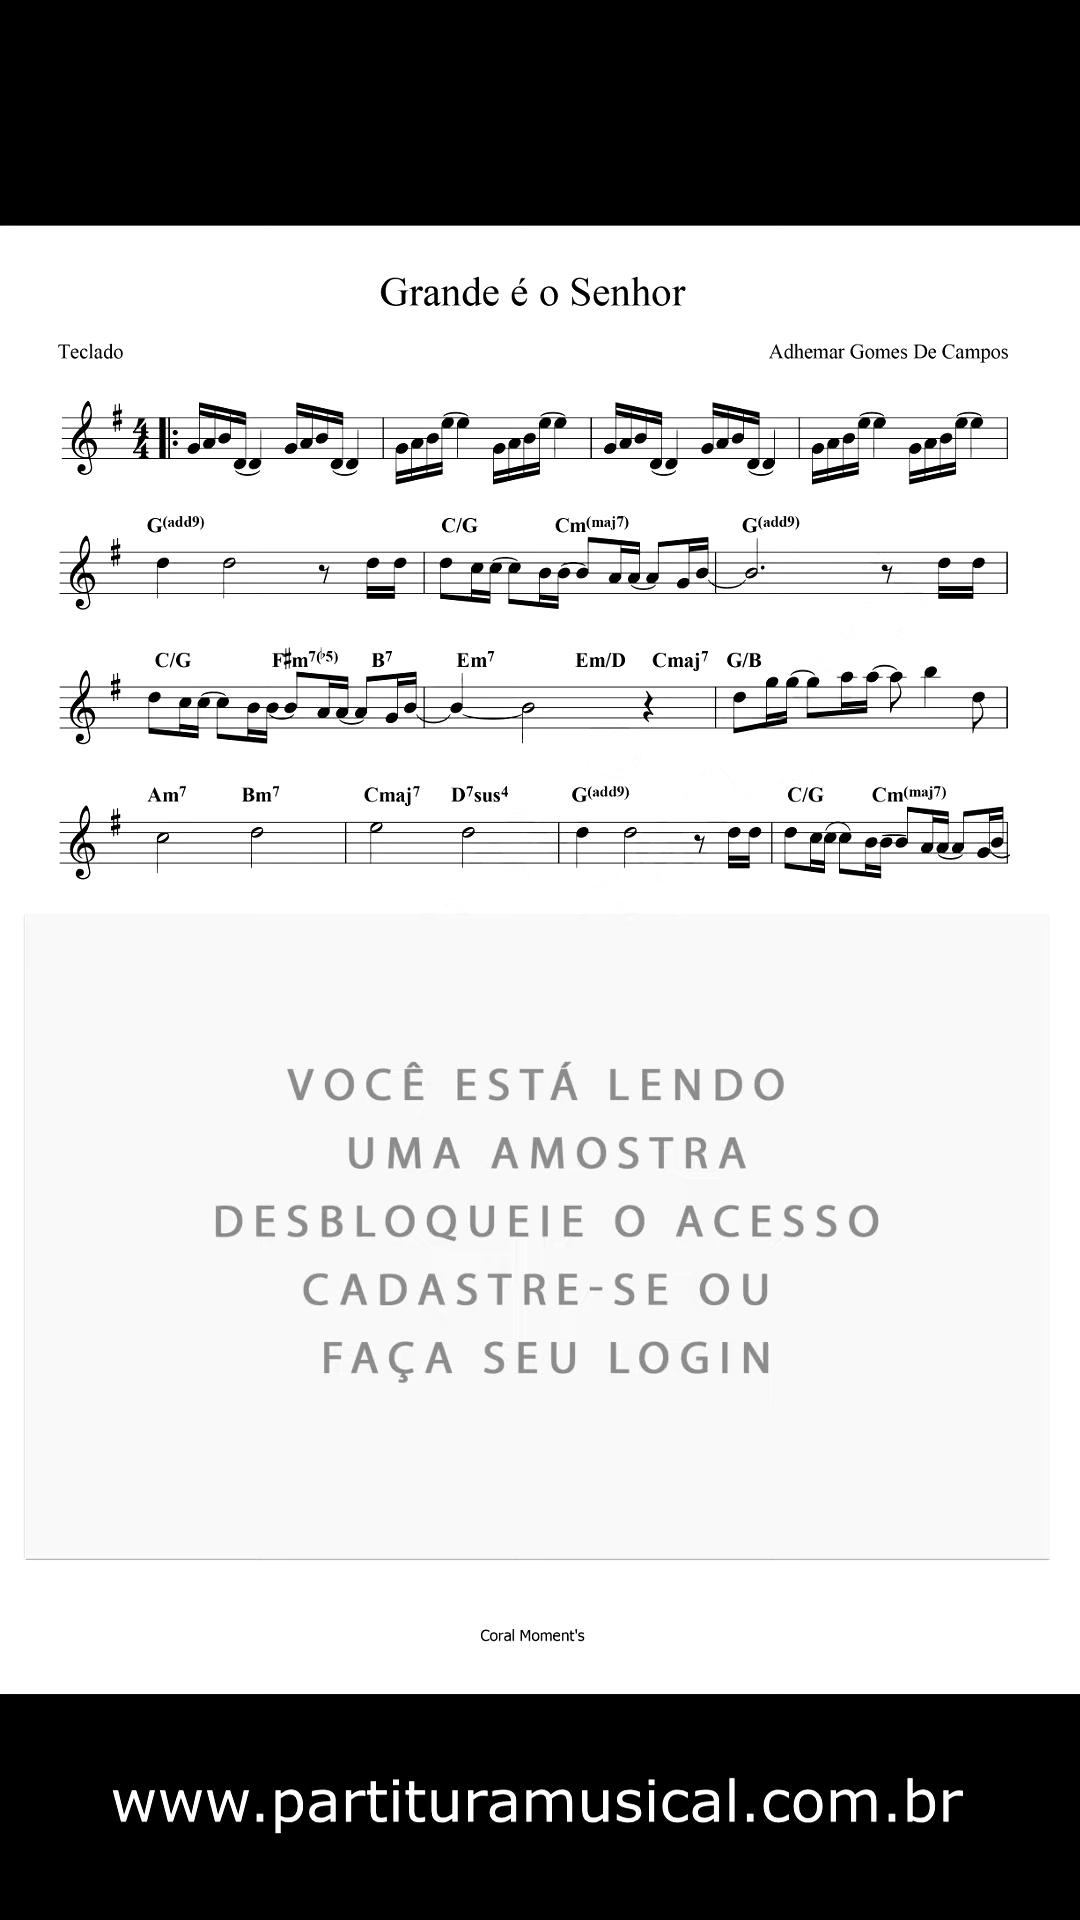 Grande é o Senhor
Teclado
Adhemar Gomes De Campos
G(add9) C/G Cm(maj7) G(add9)
C/G F♯m7(♭5) B7 Em7 Em/D Cmaj7 G/B
Am7 Bm7 Cmaj7 D7sus4 G(add9) C/G Cm(maj7)
VOCÊ ESTÁ LENDO
UMA AMOSTRA
DESBLOQUEIE O ACESSO
CADASTRE-SE OU
FAÇA SEU LOGIN
Coral Moment's
www.partituramusical.com.br